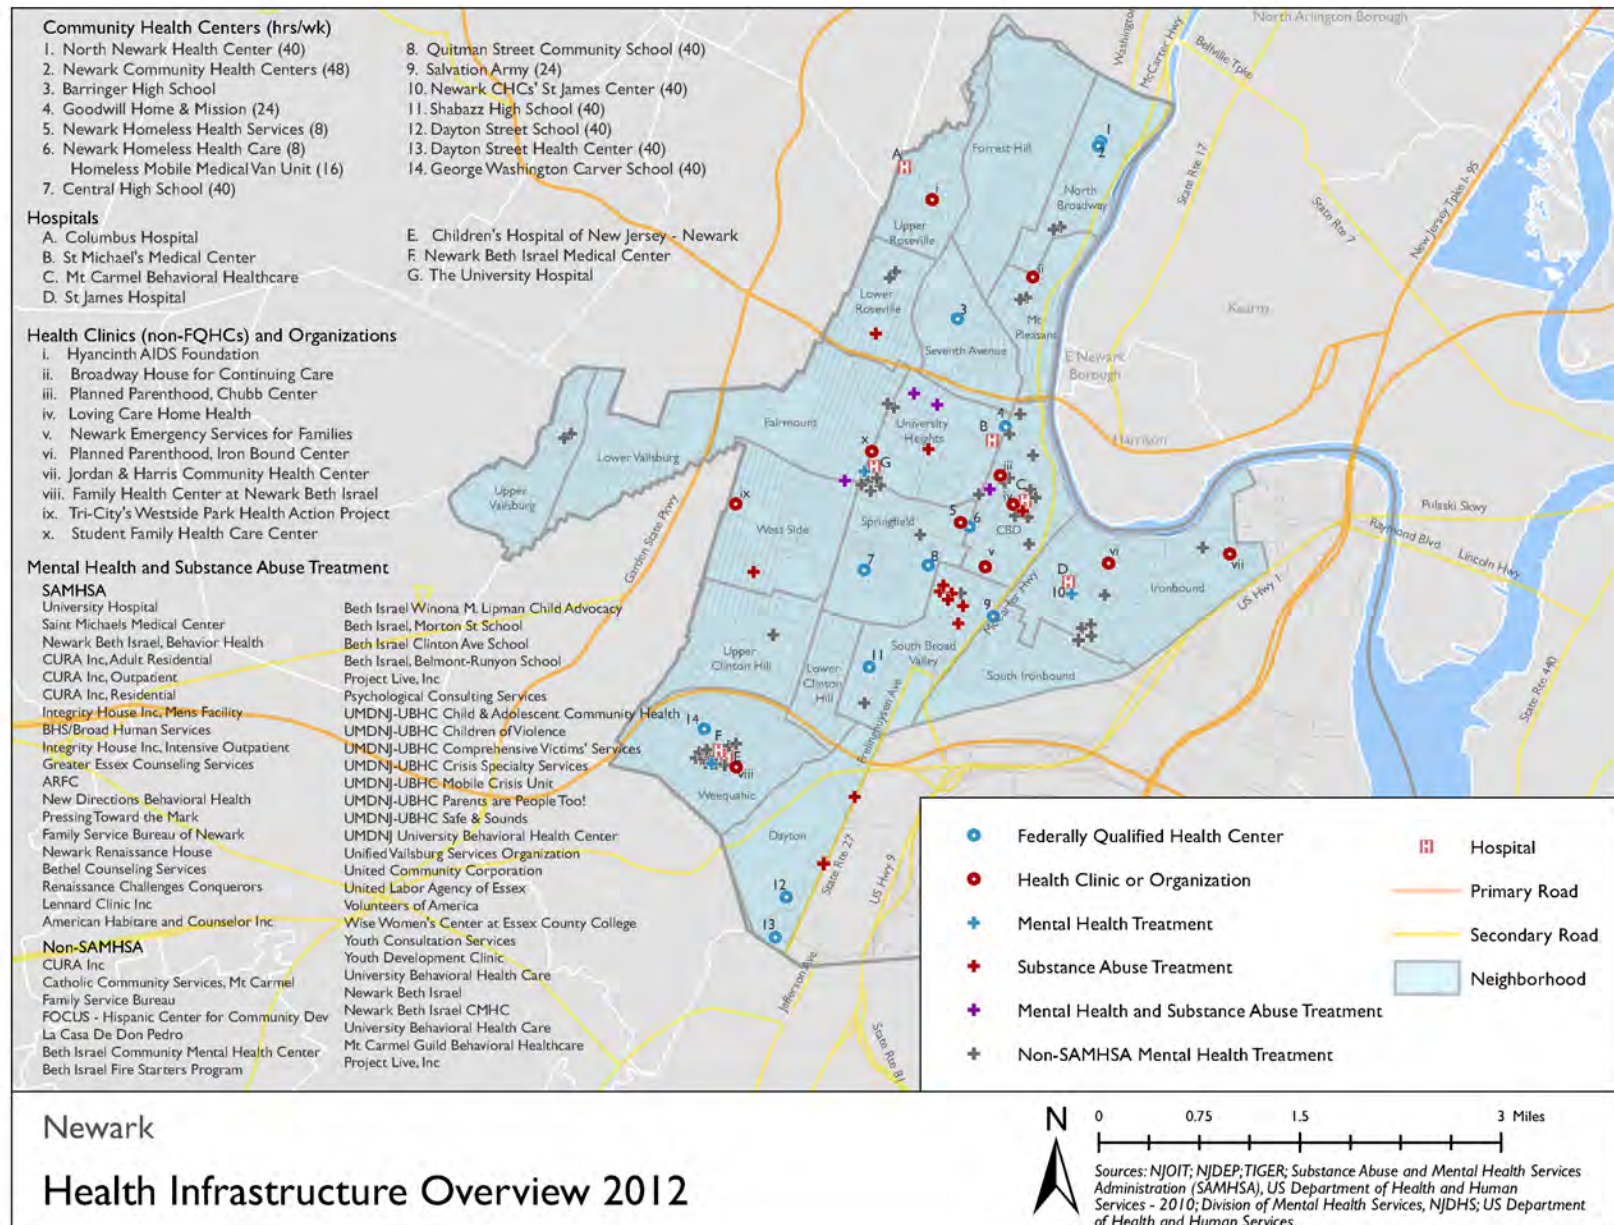 Community Health Centers (hrs/wk)
1. North Newark Health Center (40)
2. Newark Community Health Centers (48)
3. Barringer High School
4. Goodwill Home & Mission (24)
5. Newark Homeless Health Services (8)
6. Newark Homeless Health Care (8)
Homeless Mobile Medical Van Unit (16)
7. Central High School (40)
8. Quitman Street Community School (40)
9. Salvation Army (24)
10. Newark CHCs' St James Center (40)
11. Shabazz High School (40)
12. Dayton Street School (40)
13. Dayton Street Health Center (40)
14. George Washington Carver School (40)
Hospitals
A. Columbus Hospital
B. St Michael's Medical Center
C. Mt Carmel Behavioral Healthcare
D. St James Hospital
E. Children's Hospital of New Jersey - Newark
F. Newark Beth Israel Medical Center
G. The University Hospital
Health Clinics (non-FQHCs) and Organizations
i. Hyancinth AIDS Foundation
ii. Broadway House for Continuing Care
iii. Planned Parenthood, Chubb Center
iv. Loving Care Home Health
v. Newark Emergency Services for Families
vi. Planned Parenthood, Iron Bound Center
vii. Jordan & Harris Community Health Center
viii. Family Health Center at Newark Beth Israel
ix. Tri-City's Westside Park Health Action Project
x. Student Family Health Care Center
Mental Health and Substance Abuse Treatment
SAMHSA
University Hospital
Saint Michaels Medical Center
Newark Beth Israel, Behavior Health
CURA Inc, Adult Residential
CURA Inc, Outpatient
CURA Inc, Residential
Integrity House Inc, Mens Facility
BHS/Broad Human Services
Integrity House Inc, Intensive Outpatient
Greater Essex Counseling Services
ARFC
New Directions Behavioral Health
Pressing Toward the Mark
Family Service Bureau of Newark
Newark Renaissance House
Bethel Counseling Services
Renaissance Challenges Conquerors
Lennard Clinic Inc
American Habitare and Counselor Inc
Non-SAMHSA
CURA Inc
Catholic Community Services, Mt Carmel
Family Service Bureau
FOCUS - Hispanic Center for Community Dev
La Casa De Don Pedro
Beth Israel Community Mental Health Center
Beth Israel Fire Starters Program
Beth Israel Winona M. Lipman Child Advocacy
Beth Israel, Morton St School
Beth Israel Clinton Ave School
Beth Israel, Belmont-Runyon School
Project Live, Inc
Psychological Consulting Services
UMDNJ-UBHC Child & Adolescent Community Health
UMDNJ-UBHC Children of Violence
UMDNJ-UBHC Comprehensive Victims' Services
UMDNJ-UBHC Crisis Specialty Services
UMDNJ-UBHC Mobile Crisis Unit
UMDNJ-UBHC Parents are People Too!
UMDNJ-UBHC Safe & Sounds
UMDNJ University Behavioral Health Center
Unified Vailsburg Services Organization
United Community Corporation
United Labor Agency of Essex
Volunteers of America
Wise Women's Center at Essex County College
Youth Consultation Services
Youth Development Clinic
University Behavioral Health Care
Newark Beth Israel
Newark Beth Israel CMHC
University Behavioral Health Care
Mt Carmel Guild Behavioral Healthcare
Project Live, Inc
North Arlington Borough
Washington
McCarter Hwy
Bellville Tpke
State Rte 17
State Rte 7
New Jersey Tpke I- 95
Forrest Hill
1
2
A
H
i
North
Broadway
Upper
Roseville
ii
Lower
Roseville
3
Mt
Pleasant
Seventh Avenue
Kearny
E Newark
Borough
Harrison
Fairmount
University
Heights
4
B
H
x
H
G
iii
C
H
iv
Lower Vailsburg
Upper
Vailsburg
Garden State Pkwy
ix
West Side
Springfield
5
6
CBD
Pulaski Skwy
Raymond Blvd
Lincoln Hwy
7
8
v
D
H
10
vi
vii
Ironbound
US Hwy 1
9
McCarter Hwy
South Broad
Valley
South Ironbound
Upper
Clinton Hill
Lower
Clinton
Hill
11
Frelinghuysen Ave
State Rte 440
14
F
H
E
viii
Weequahic
Dayton
State Rte 27
US Hwy 9
12
13
Jefferson Ave
State Rte 81
Federally Qualified Health Center
Health Clinic or Organization
Mental Health Treatment
Substance Abuse Treatment
Mental Health and Substance Abuse Treatment
Non-SAMHSA Mental Health Treatment
H Hospital
Primary Road
Secondary Road
Neighborhood
Newark
Health Infrastructure Overview 2012
N
0 0.75 1.5 3 Miles
Sources: NJOIT; NJDEP; TIGER; Substance Abuse and Mental Health Services
Administration (SAMHSA), US Department of Health and Human
Services - 2010; Division of Mental Health Services, NJDHS; US Department
of Health and Human Services